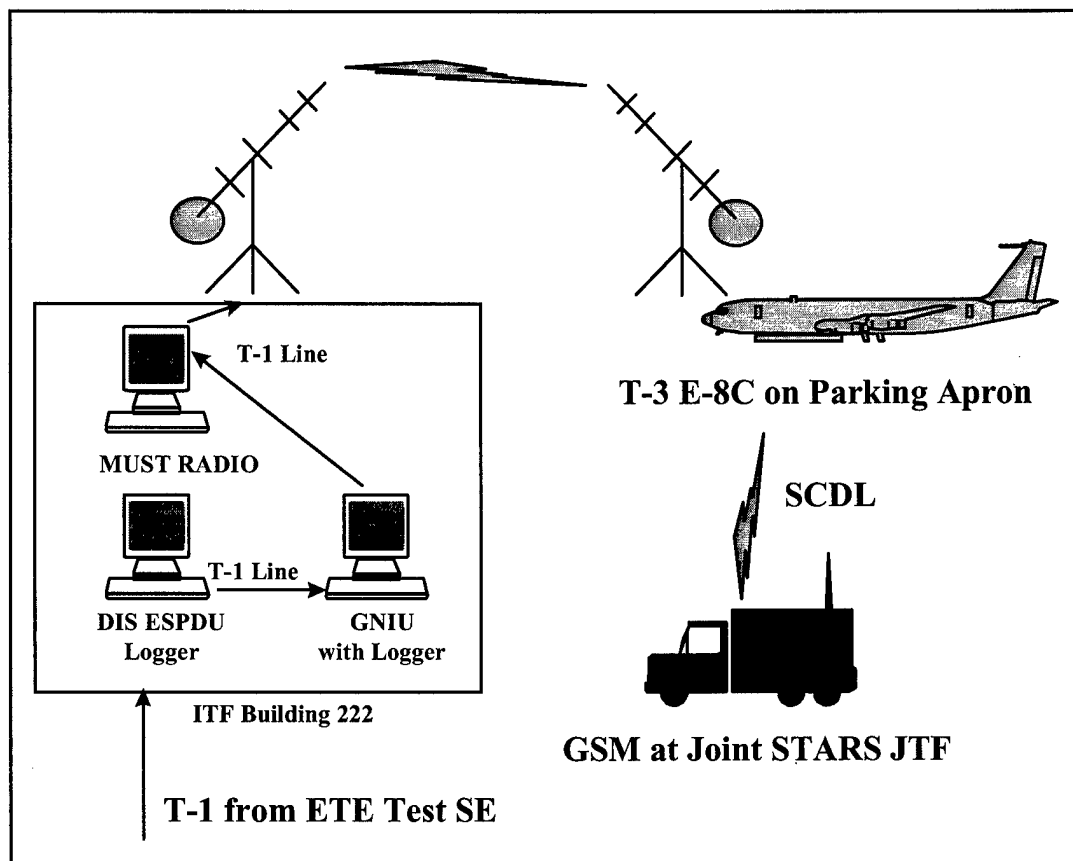 T-1 Line
MUST RADIO
T-1 Line
DIS ESPDU
Logger
GNIU
with Logger
ITF Building 222
T-1 from ETE Test SE
T-3 E-8C on Parking Apron
SCDL
GSM at Joint STARS JTF